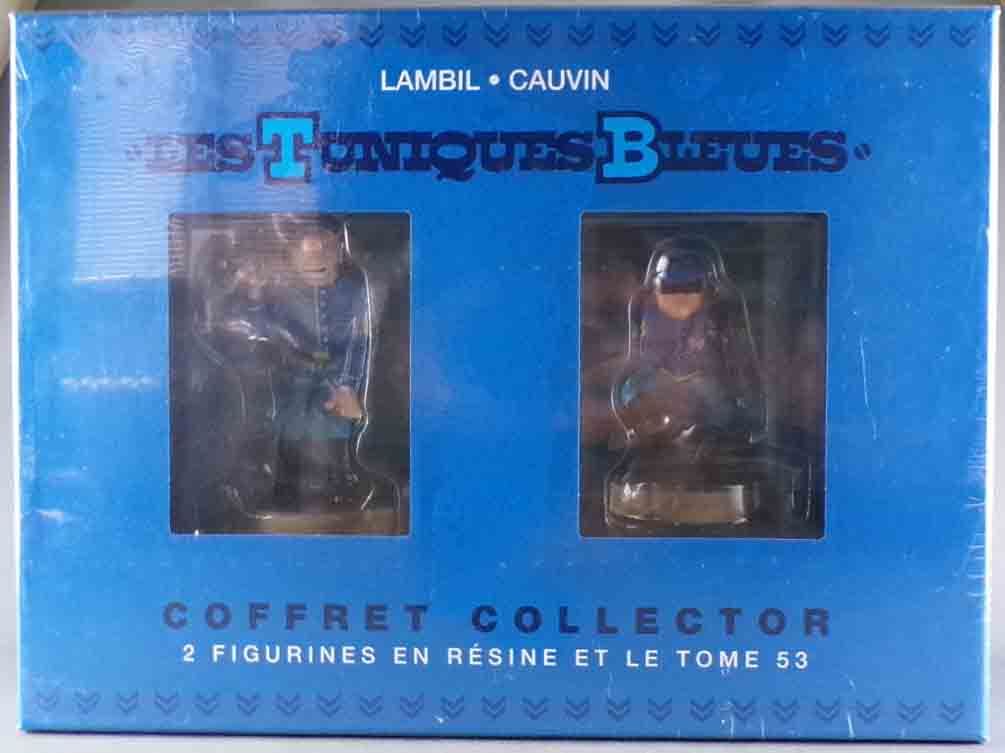 LAMBIL • CAUVIN
•LES TUNIQUES BLEUES•
COFFRET COLLECTOR
2 FIGURINES EN RÉSINE ET LE TOME 53